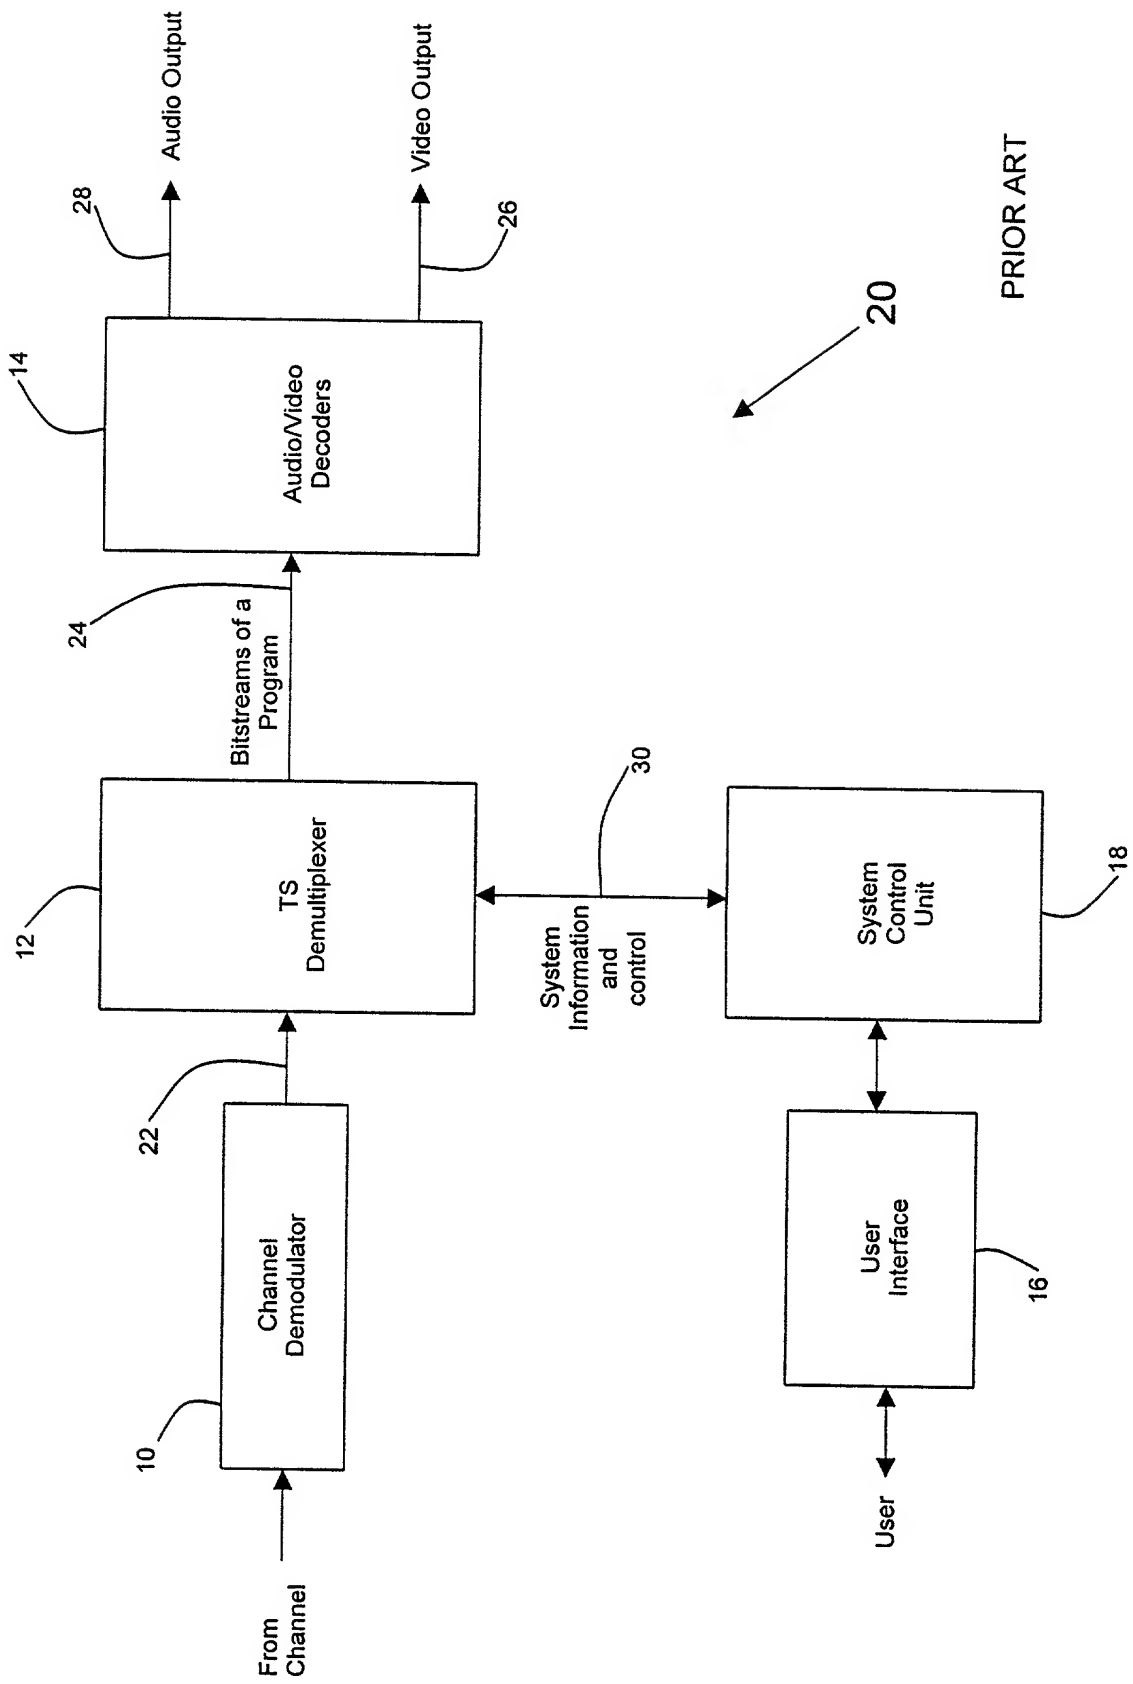 From
Channel
10
Channel
Demodulator
22
12
TS
Demultiplexer
Bitstreams of a
Program
24
14
Audio/Video
Decoders
28
Audio Output
26
Video Output
System
Information
and
control
30
User
User
Interface
16
System
Control
Unit
18
20
PRIOR ART